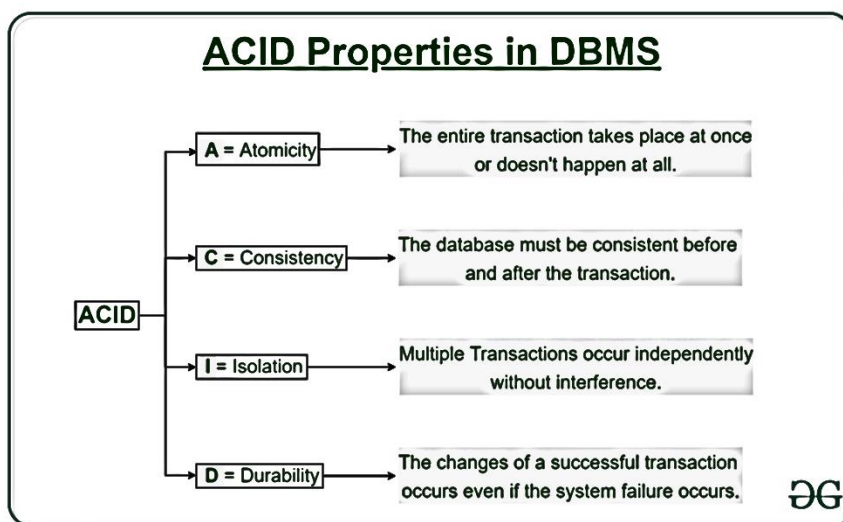 ACID Properties in DBMS
A = Atomicity
The entire transaction takes place at once
or doesn't happen at all.
C = Consistency
The database must be consistent before
and after the transaction.
ACID
I = Isolation
Multiple Transactions occur independently
without interference.
D = Durability
The changes of a successful transaction
occurs even if the system failure occurs.